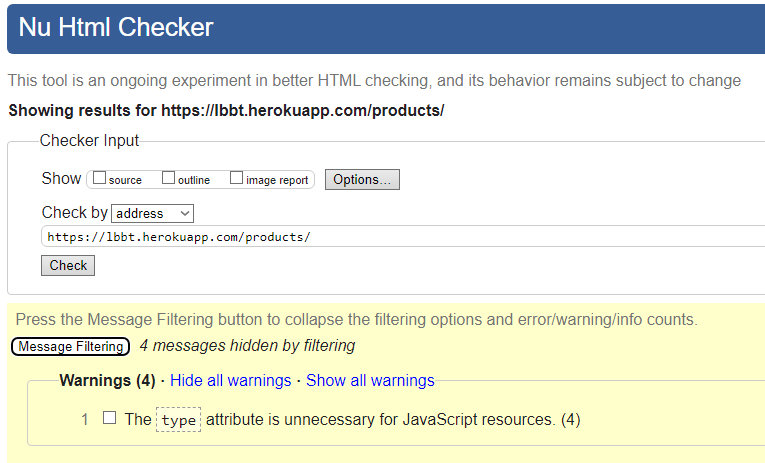 Nu Html Checker
This tool is an ongoing experiment in better HTML checking, and its behavior remains subject to change
Showing results for https://lbbt.herokuapp.com/products/
Checker Input
Show source outline image report Options...
Check by address
https://lbbt.herokuapp.com/products/
Check
Press the Message Filtering button to collapse the filtering options and error/warning/info counts.
Message Filtering 4 messages hidden by filtering
Warnings (4) · Hide all warnings · Show all warnings
1 The type attribute is unnecessary for JavaScript resources. (4)